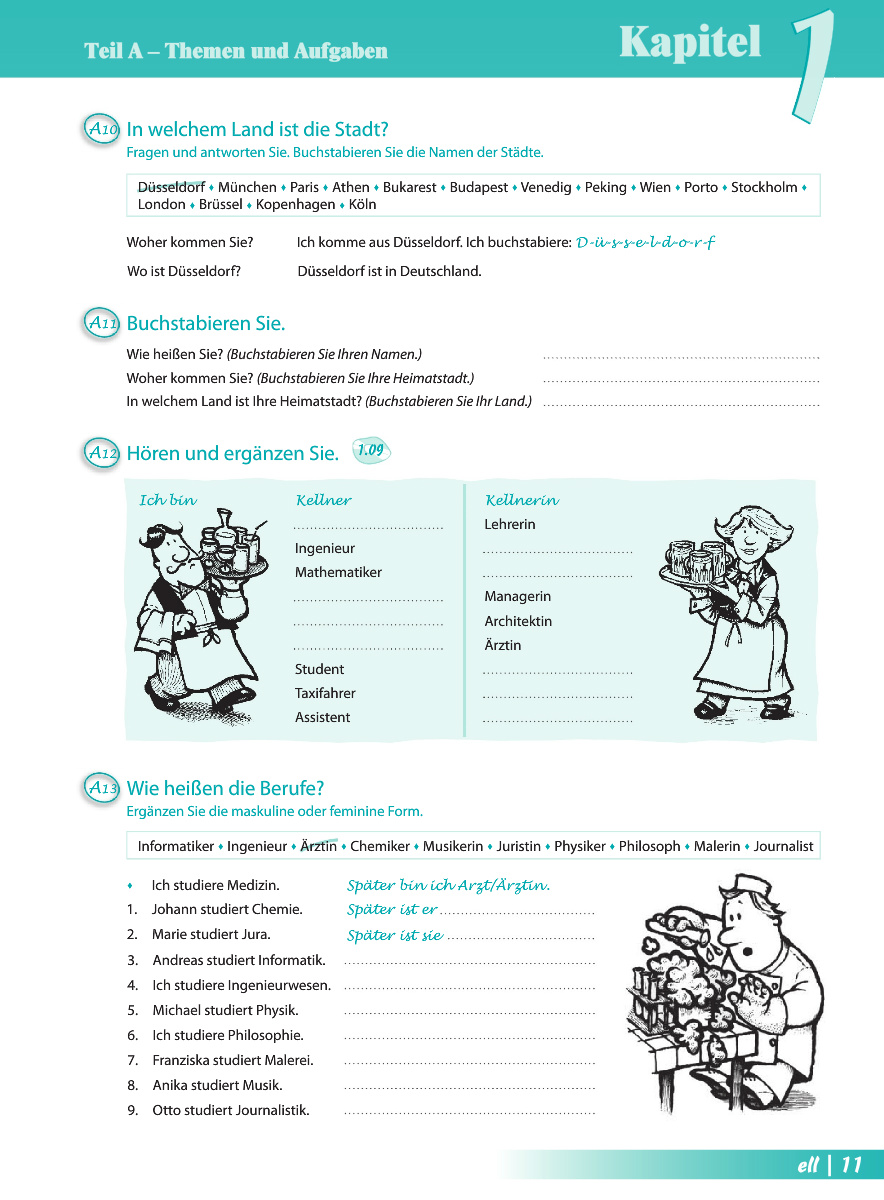 Teil A – Themen und Aufgaben
Kapitel 1
A10 In welchem Land ist die Stadt?
Fragen und antworten Sie. Buchstabieren Sie die Namen der Städte.
Düsseldorf ♦ München ♦ Paris ♦ Athen ♦ Bukarest ♦ Budapest ♦ Venedig ♦ Peking ♦ Wien ♦ Porto ♦ Stockholm ♦
London ♦ Brüssel ♦ Kopenhagen ♦ Köln
Woher kommen Sie? Ich komme aus Düsseldorf. Ich buchstabiere: D-ü-s-s-e-l-d-o-r-f
Wo ist Düsseldorf? Düsseldorf ist in Deutschland.
A11 Buchstabieren Sie.
Wie heißen Sie? (Buchstabieren Sie Ihren Namen.)
Woher kommen Sie? (Buchstabieren Sie Ihre Heimatstadt.)
In welchem Land ist Ihre Heimatstadt? (Buchstabieren Sie Ihr Land.)
A12 Hören und ergänzen Sie. 1.09
Ich bin Kellner Kellnerin
Lehrerin
Ingenieur
Mathematiker
Managerin
Architektin
Ärztin
Student
Taxifahrer
Assistent
A13 Wie heißen die Berufe?
Ergänzen Sie die maskuline oder feminine Form.
Informatiker ♦ Ingenieur ♦ Ärztin ♦ Chemiker ♦ Musikerin ♦ Juristin ♦ Physiker ♦ Philosoph ♦ Malerin ♦ Journalist
♦ Ich studiere Medizin. Später bin ich Arzt/Ärztin.
1. Johann studiert Chemie. Später ist er
2. Marie studiert Jura. Später ist sie
3. Andreas studiert Informatik.
4. Ich studiere Ingenieurwesen.
5. Michael studiert Physik.
6. Ich studiere Philosophie.
7. Franziska studiert Malerei.
8. Anika studiert Musik.
9. Otto studiert Journalistik.
ell | 11